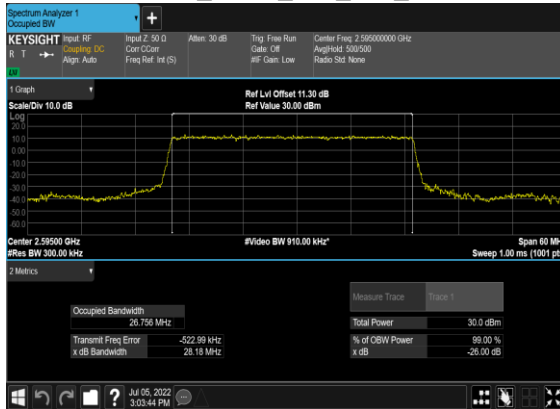 Spectrum Analyzer 1
Occupied BW
KEYSIGHT
R T
LW
Input: RF
Coupling: DC
Align: Auto
Input Z: 50 Ω
Corr CCorr
Freq Ref: Int (S)
Atten: 30 dB
Trig: Free Run
Gate: Off
#IF Gain: Low
Center Freq: 2.595000000 GHz
Avg|Hold: 500/500
Radio Std: None
1 Graph
Scale/Div 10.0 dB
Ref Lvl Offset 11.30 dB
Ref Value 30.00 dBm
Log
20.0
10.0
0.00
-10.0
-20.0
-30.0
-40.0
-50.0
-60.0
Center 2.59500 GHz
#Res BW 300.00 kHz
#Video BW 910.00 kHz*
Span 60 MH
Sweep 1.00 ms (1001 pt
2 Metrics
Measure Trace Trace 1
Occupied Bandwidth
26.756 MHz
Total Power 30.0 dBm
Transmit Freq Error -522.99 kHz
% of OBW Power 99.00 %
x dB Bandwidth 28.18 MHz
x dB -26.00 dB
?
Jul 05, 2022
3:03:44 PM